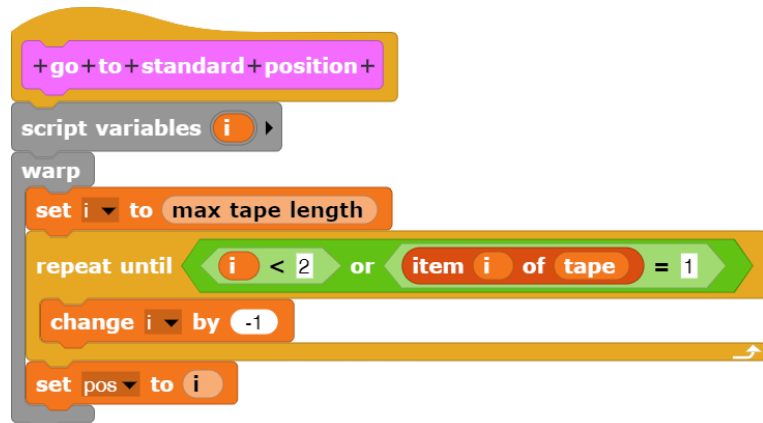 +go+to+standard+position+
script variables i
warp
set i to max tape length
repeat until i < 2 or item i of tape = 1
change i by -1
set pos to i